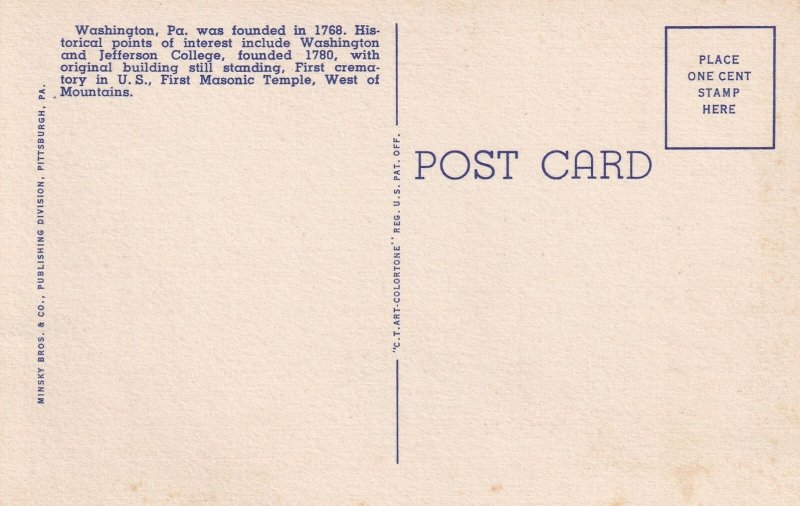 Washington, Pa. was founded in 1768. His-
torical points of interest include Washington
and Jefferson College, founded 1780, with
original building still standing, First crema-
tory in U. S., First Masonic Temple, West of
Mountains.
MINSKY BROS. & CO., PUBLISHING DIVISION, PITTSBURGH, PA.
"C. T. ART-COLORTONE" REG. U. S. PAT. OFF.
POST CARD
PLACE
ONE CENT
STAMP
HERE